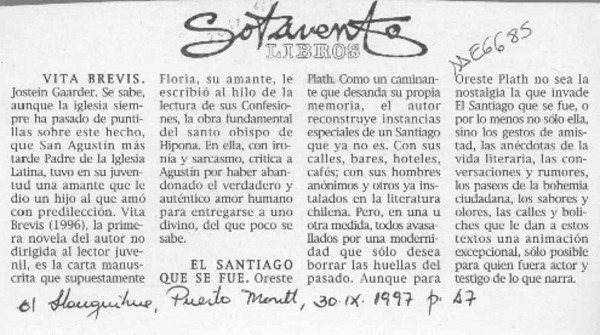 Sotavento
LIBROS
AAE6685
VITA BREVIS.
Jostein Gaarder. Se sabe,
aunque la iglesia siem-
pre ha pasado de punti-
llas sobre este hecho,
que San Agustín más
tarde Padre de la Iglesia
Latina, tuvo en su juven-
tud una amante que le
dio un hijo al que amó
con predilección. Vita
Brevis (1996), la prime-
ra novela del autor no
dirigida al lector juve-
nil, es la carta manus-
crita que supuestamente
Floria, su amante, le
escribió al hilo de la
lectura de sus Confesio-
nes, la obra fundamental
del santo obispo de
Hipona. En ella, con iro-
nía y sarcasmo, critica a
Agustín por haber aban-
donado el verdadero y
auténtico amor humano
para entregarse a uno
divino, del que poco se
sabe.
EL SANTIAGO
QUE SE FUE. Oreste
Plath. Como un caminan-
te que desanda su propia
memoria, el autor
reconstruye instancias
especiales de un Santiago
que ya no es. Con sus
calles, bares, hoteles,
cafés; con sus hombres
anónimos y otros ya ins-
talados en la literatura
chilena. Pero, en una u
otra medida, todos avasa-
llados por una moderni-
dad que sólo desea
borrar las huellas del
pasado. Aunque para
Oreste Plath no sea la
nostalgia la que invade
El Santiago que se fue, o
por lo menos no sólo ella,
sino los gestos de amis-
tad, las anécdotas de la
vida literaria, las con-
versaciones y rumores,
los paseos de la bohemia
ciudadana, los sabores y
olores, las calles y boli-
ches que le dan a estos
textos una animación
excepcional, sólo posible
para quien fuera actor y
testigo de lo que narra.
El Llanquihue, Puerto Montt, 30.IX.1997 p. A7